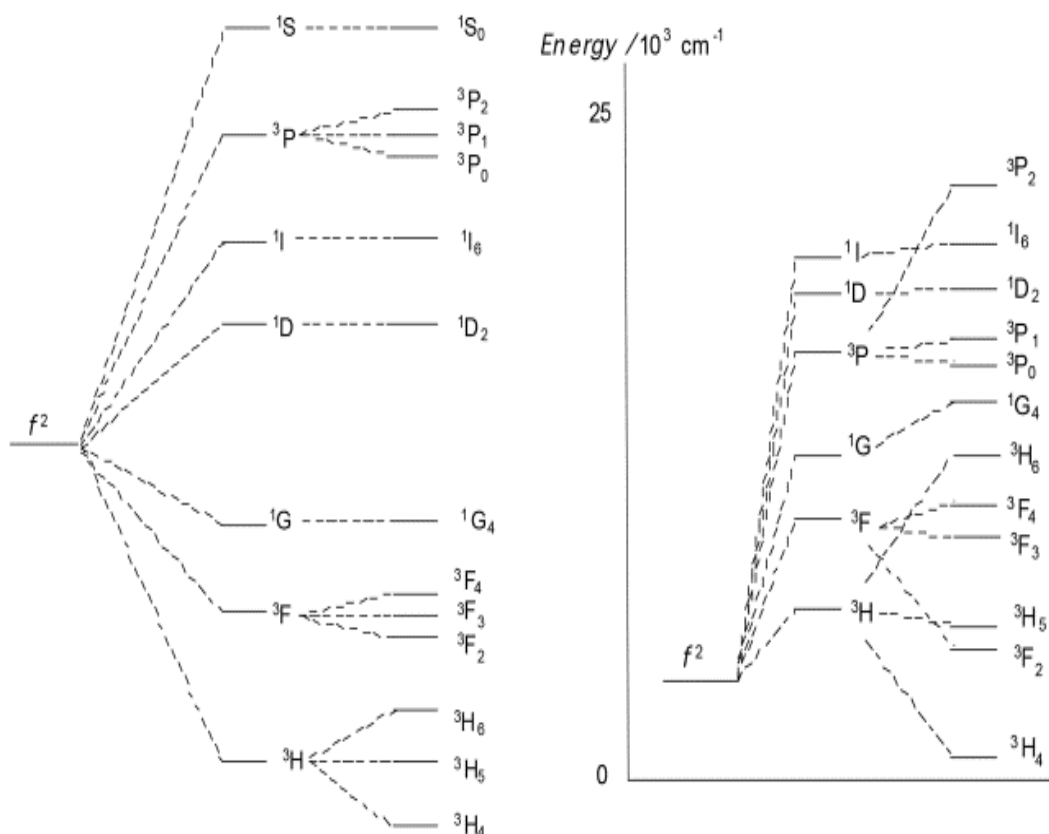 ¹S ¹S₀
³P₂
³P ³P₁
³P₀
¹I ¹I₆
¹D ¹D₂
f²
¹G ¹G₄
³F₄
³F ³F₃
³F₂
³H₆
³H ³H₅
³H₄
Energy /10³ cm⁻¹
25
³P₂
¹I ¹I₆
¹D ¹D₂
³P₁
³P ³P₀
¹G₄
¹G ³H₆
³F ³F₄
³F₃
³H ³H₅
f² ³F₂
³H₄
0